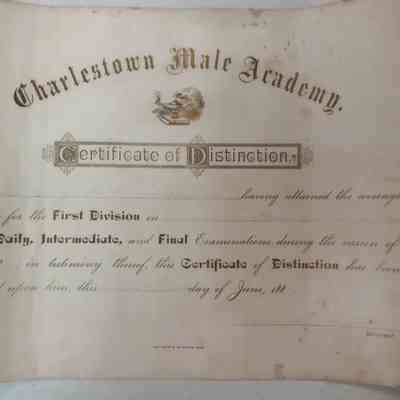 Charlestown Male Academy.
Certificate of Distinction.
having attained the average
for the First Division in
Daily, Intermediate, and Final Examinations during the session of
in testimony thereof, this Certificate of Distinction has been
upon him, this day of June, 18